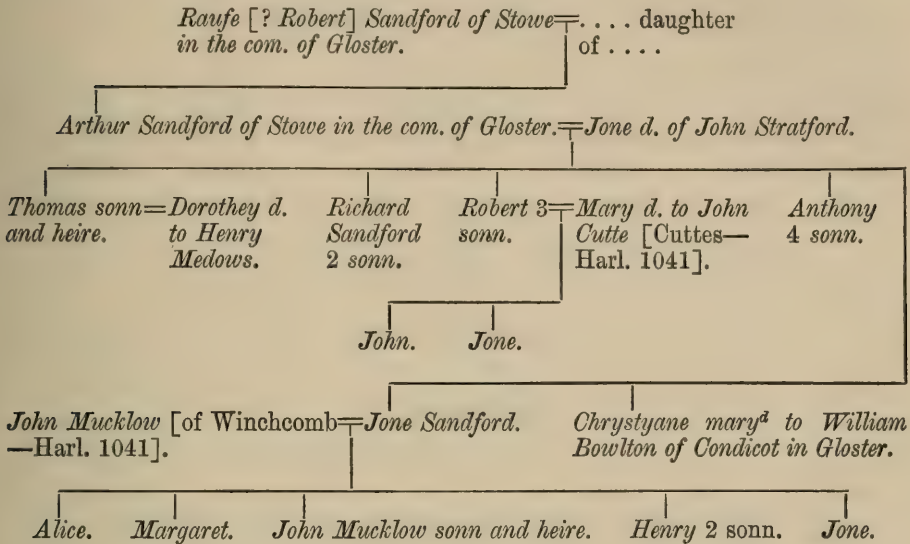 Raufe [? Robert] Sandford of Stowe=. . . . daughter
in the com. of Gloster. of . . . .
Arthur Sandford of Stowe in the com. of Gloster.=Jone d. of John Stratford.
Thomas sonn=Dorothey d. Richard Robert 3=Mary d. to John Anthony
and heire. to Henry Sandford sonn. Cutte [Cuttes— 4 sonn.
Medows. 2 sonn. Harl. 1041].
John. Jone.
John Mucklow [of Winchcomb=Jone Sandford. Chrystyane maryd to William
—Harl. 1041]. Bowlton of Condicot in Gloster.
Alice. Margaret. John Mucklow sonn and heire. Henry 2 sonn. Jone.